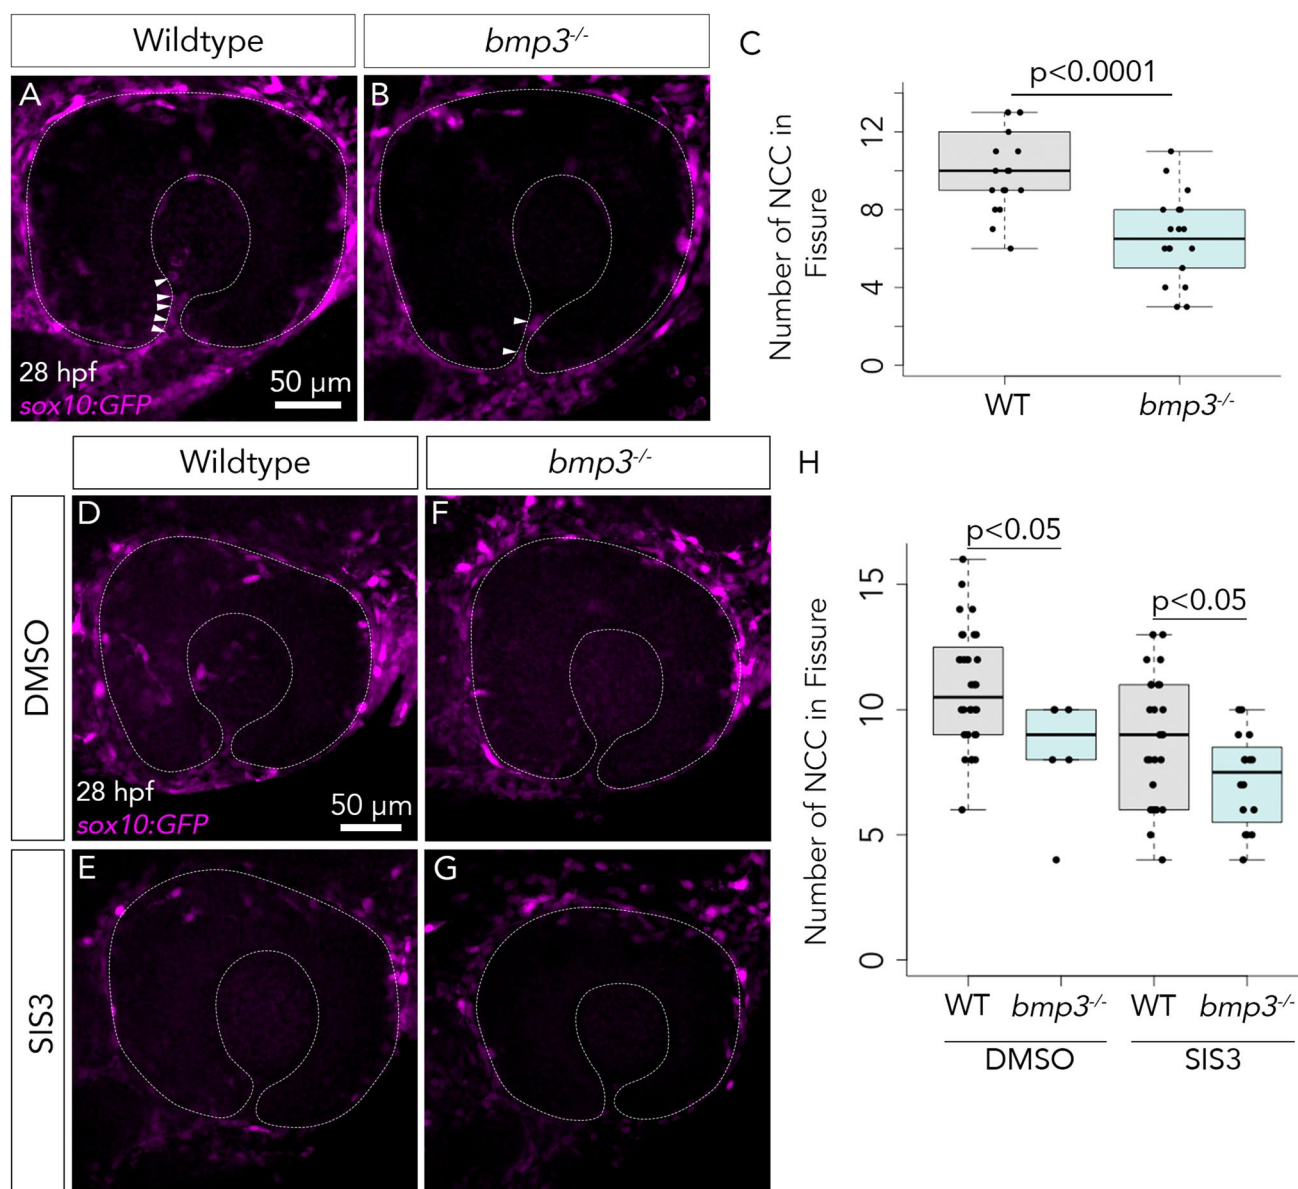 Wildtype
bmp3-/-
A
B
28 hpf
sox10:GFP
50 μm
C
p<0.0001
Number of NCC in
Fissure
12
8
4
0
WT
bmp3-/-
Wildtype
bmp3-/-
DMSO
SIS3
D
F
28 hpf
sox10:GFP
50 μm
E
G
H
p<0.05
p<0.05
Number of NCC in Fissure
15
10
5
0
WT
bmp3-/-
WT
bmp3-/-
DMSO
SIS3